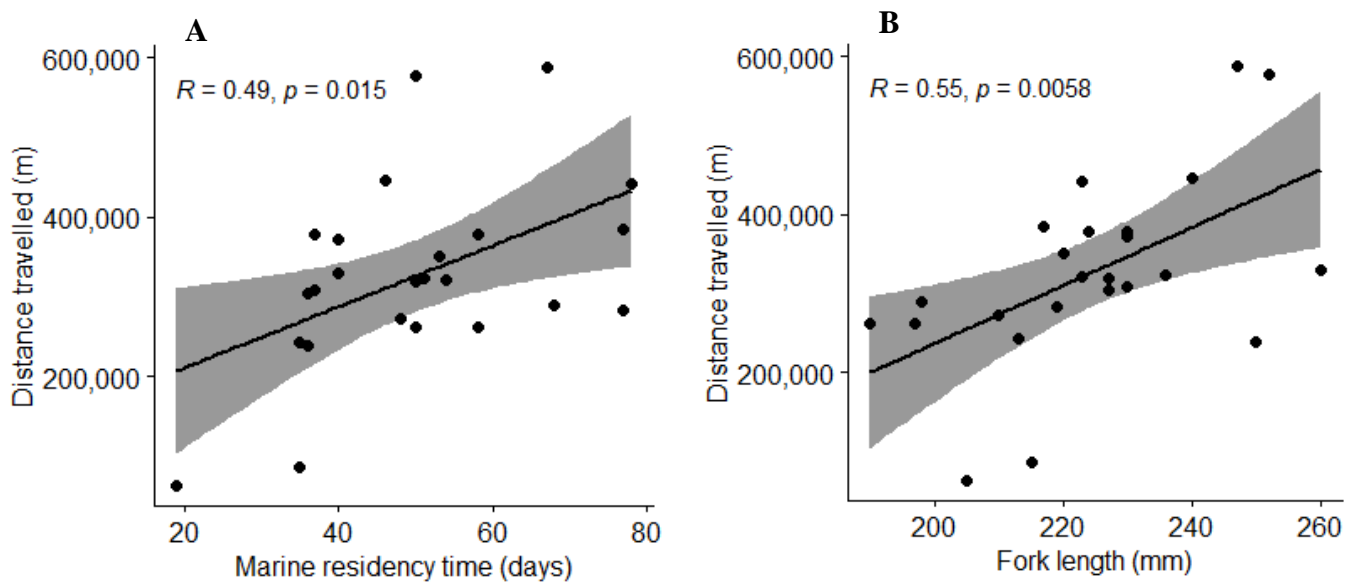 A
R = 0.49, p = 0.015
Distance travelled (m)
600,000
400,000
200,000
20 40 60 80
Marine residency time (days)
B
R = 0.55, p = 0.0058
Distance travelled (m)
600,000
400,000
200,000
200 220 240 260
Fork length (mm)